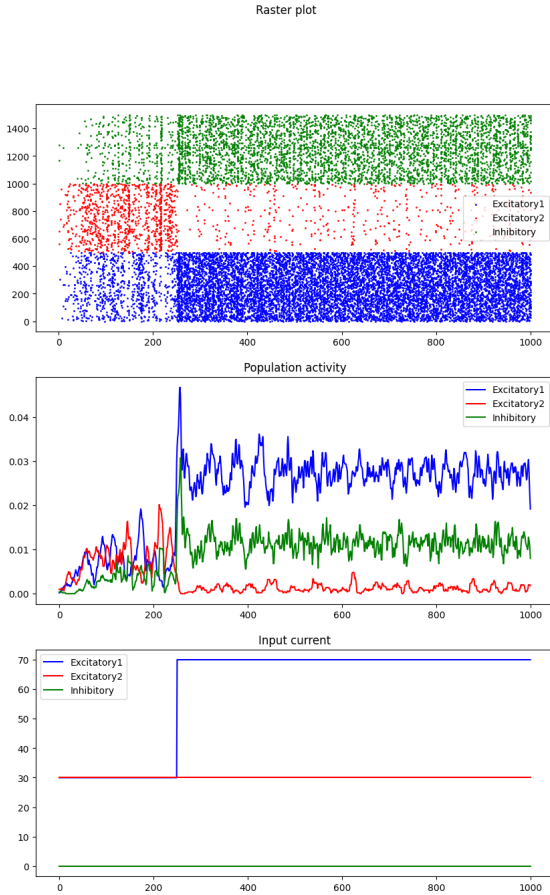 Raster plot
1400
1200
1000
800
600
400
200
0
Excitatory1
Excitatory2
Inhibitory
0 200 400 600 800 1000
Population activity
0.04
0.03
0.02
0.01
0.00
Excitatory1
Excitatory2
Inhibitory
0 200 400 600 800 1000
Input current
70
60
50
40
30
20
10
0
Excitatory1
Excitatory2
Inhibitory
0 200 400 600 800 1000